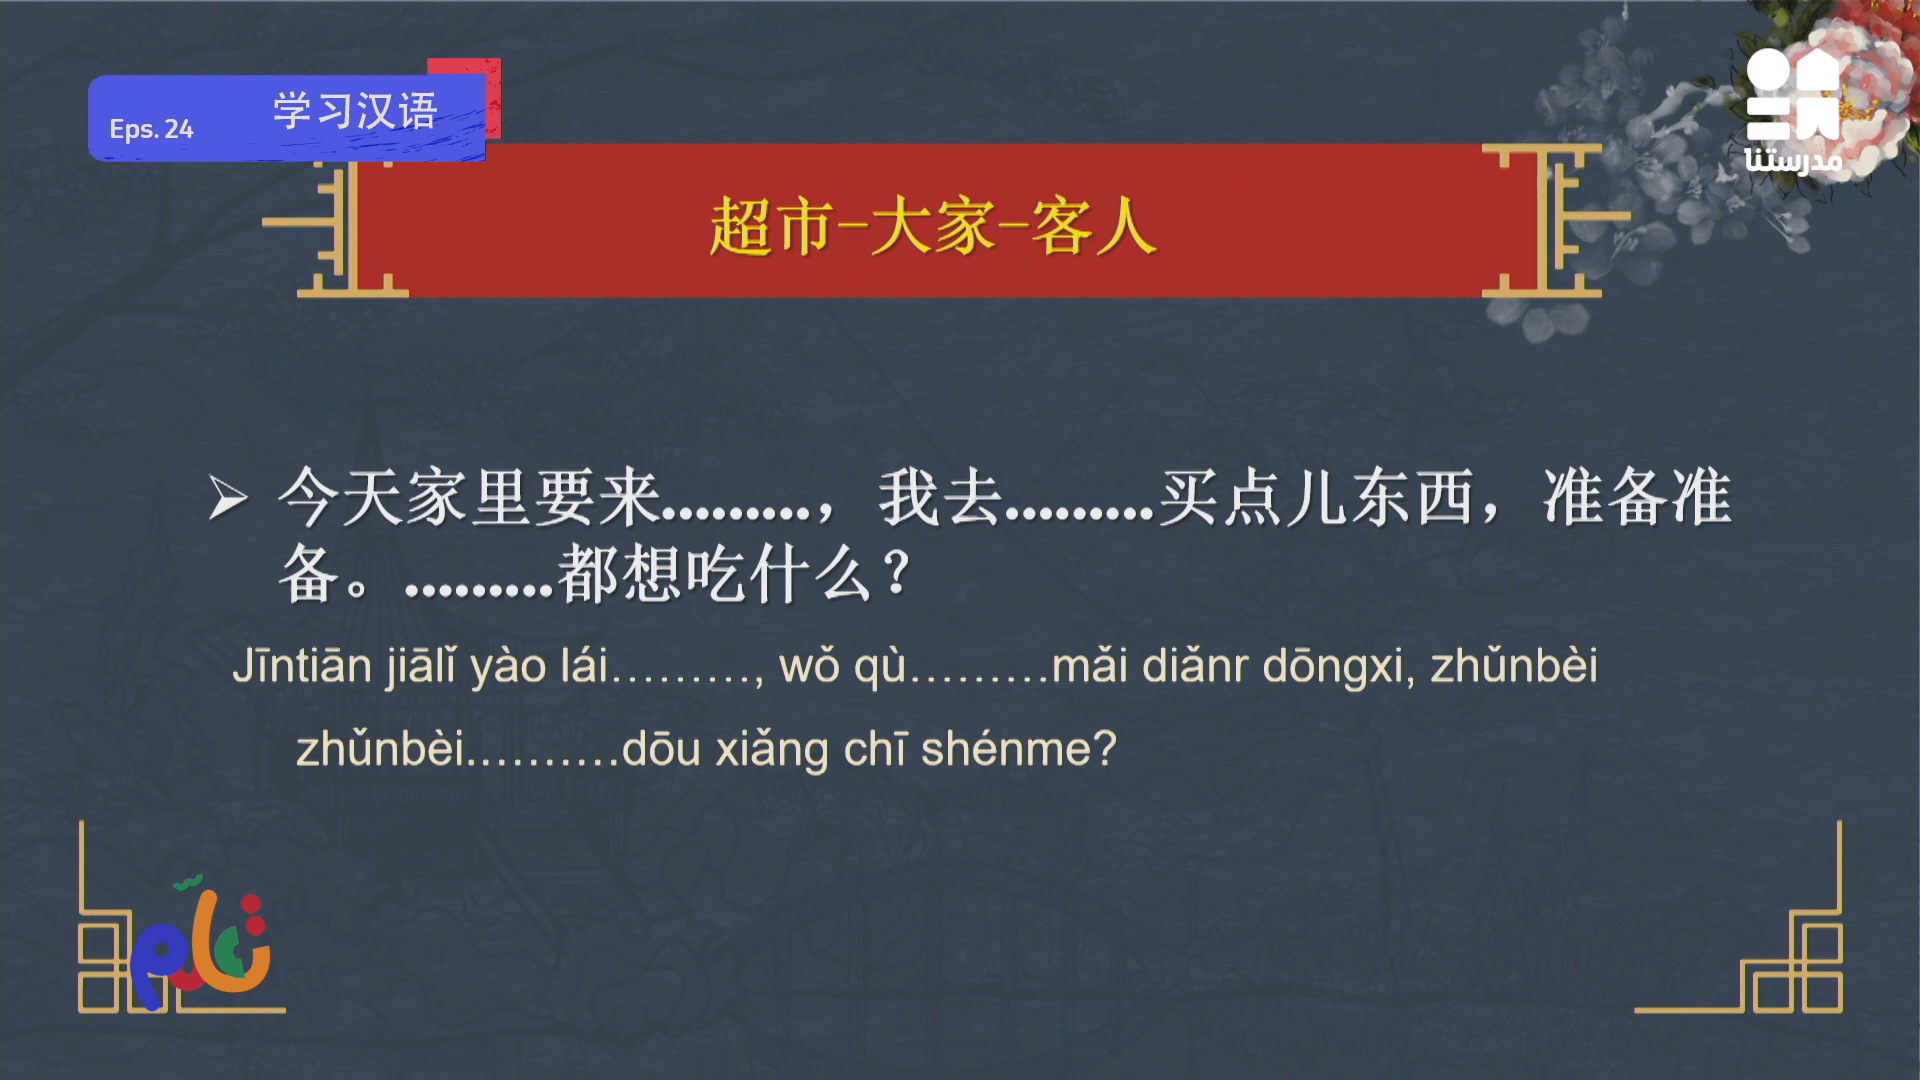 Eps. 24
学习汉语
مدرستنا
超市-大家-客人
➢ 今天家里要来………，我去………买点儿东西，准备准
备。………都想吃什么？
Jīntiān jiālǐ yào lái………, wǒ qù………mǎi diǎnr dōngxi, zhǔnbèi
zhǔnbèi.………dōu xiǎng chī shénme?